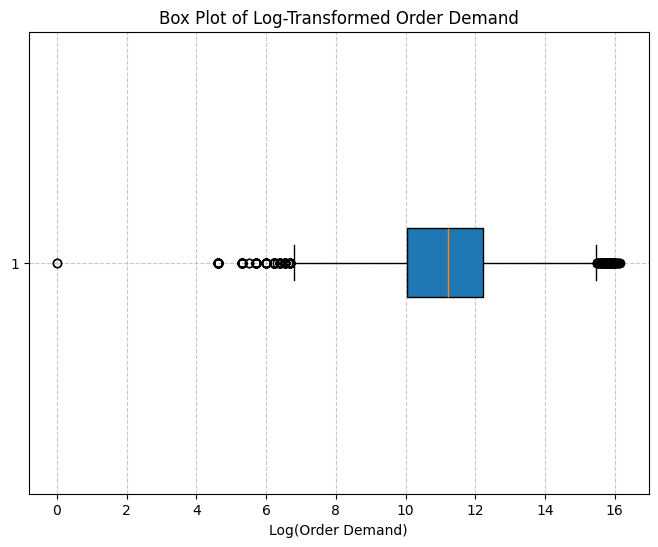 Box Plot of Log-Transformed Order Demand
1
0 2 4 6 8 10 12 14 16
Log(Order Demand)